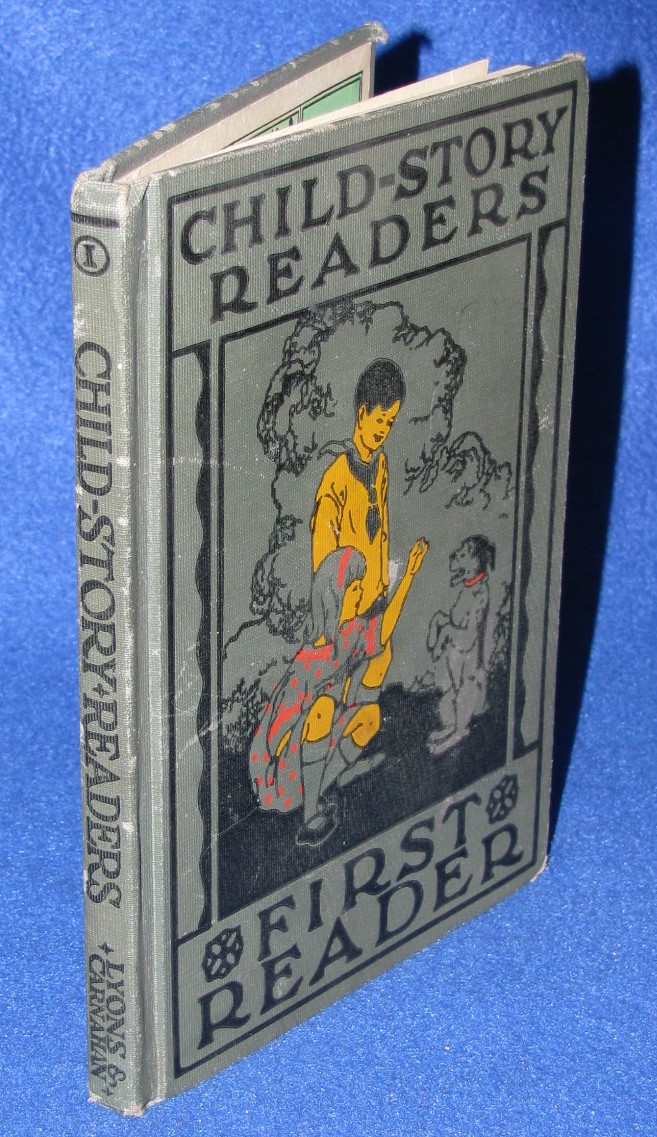 CHILD-STORY
READERS
FIRST
READER
I
CHILD-STORY READERS
LYONS &
CARNAHAN